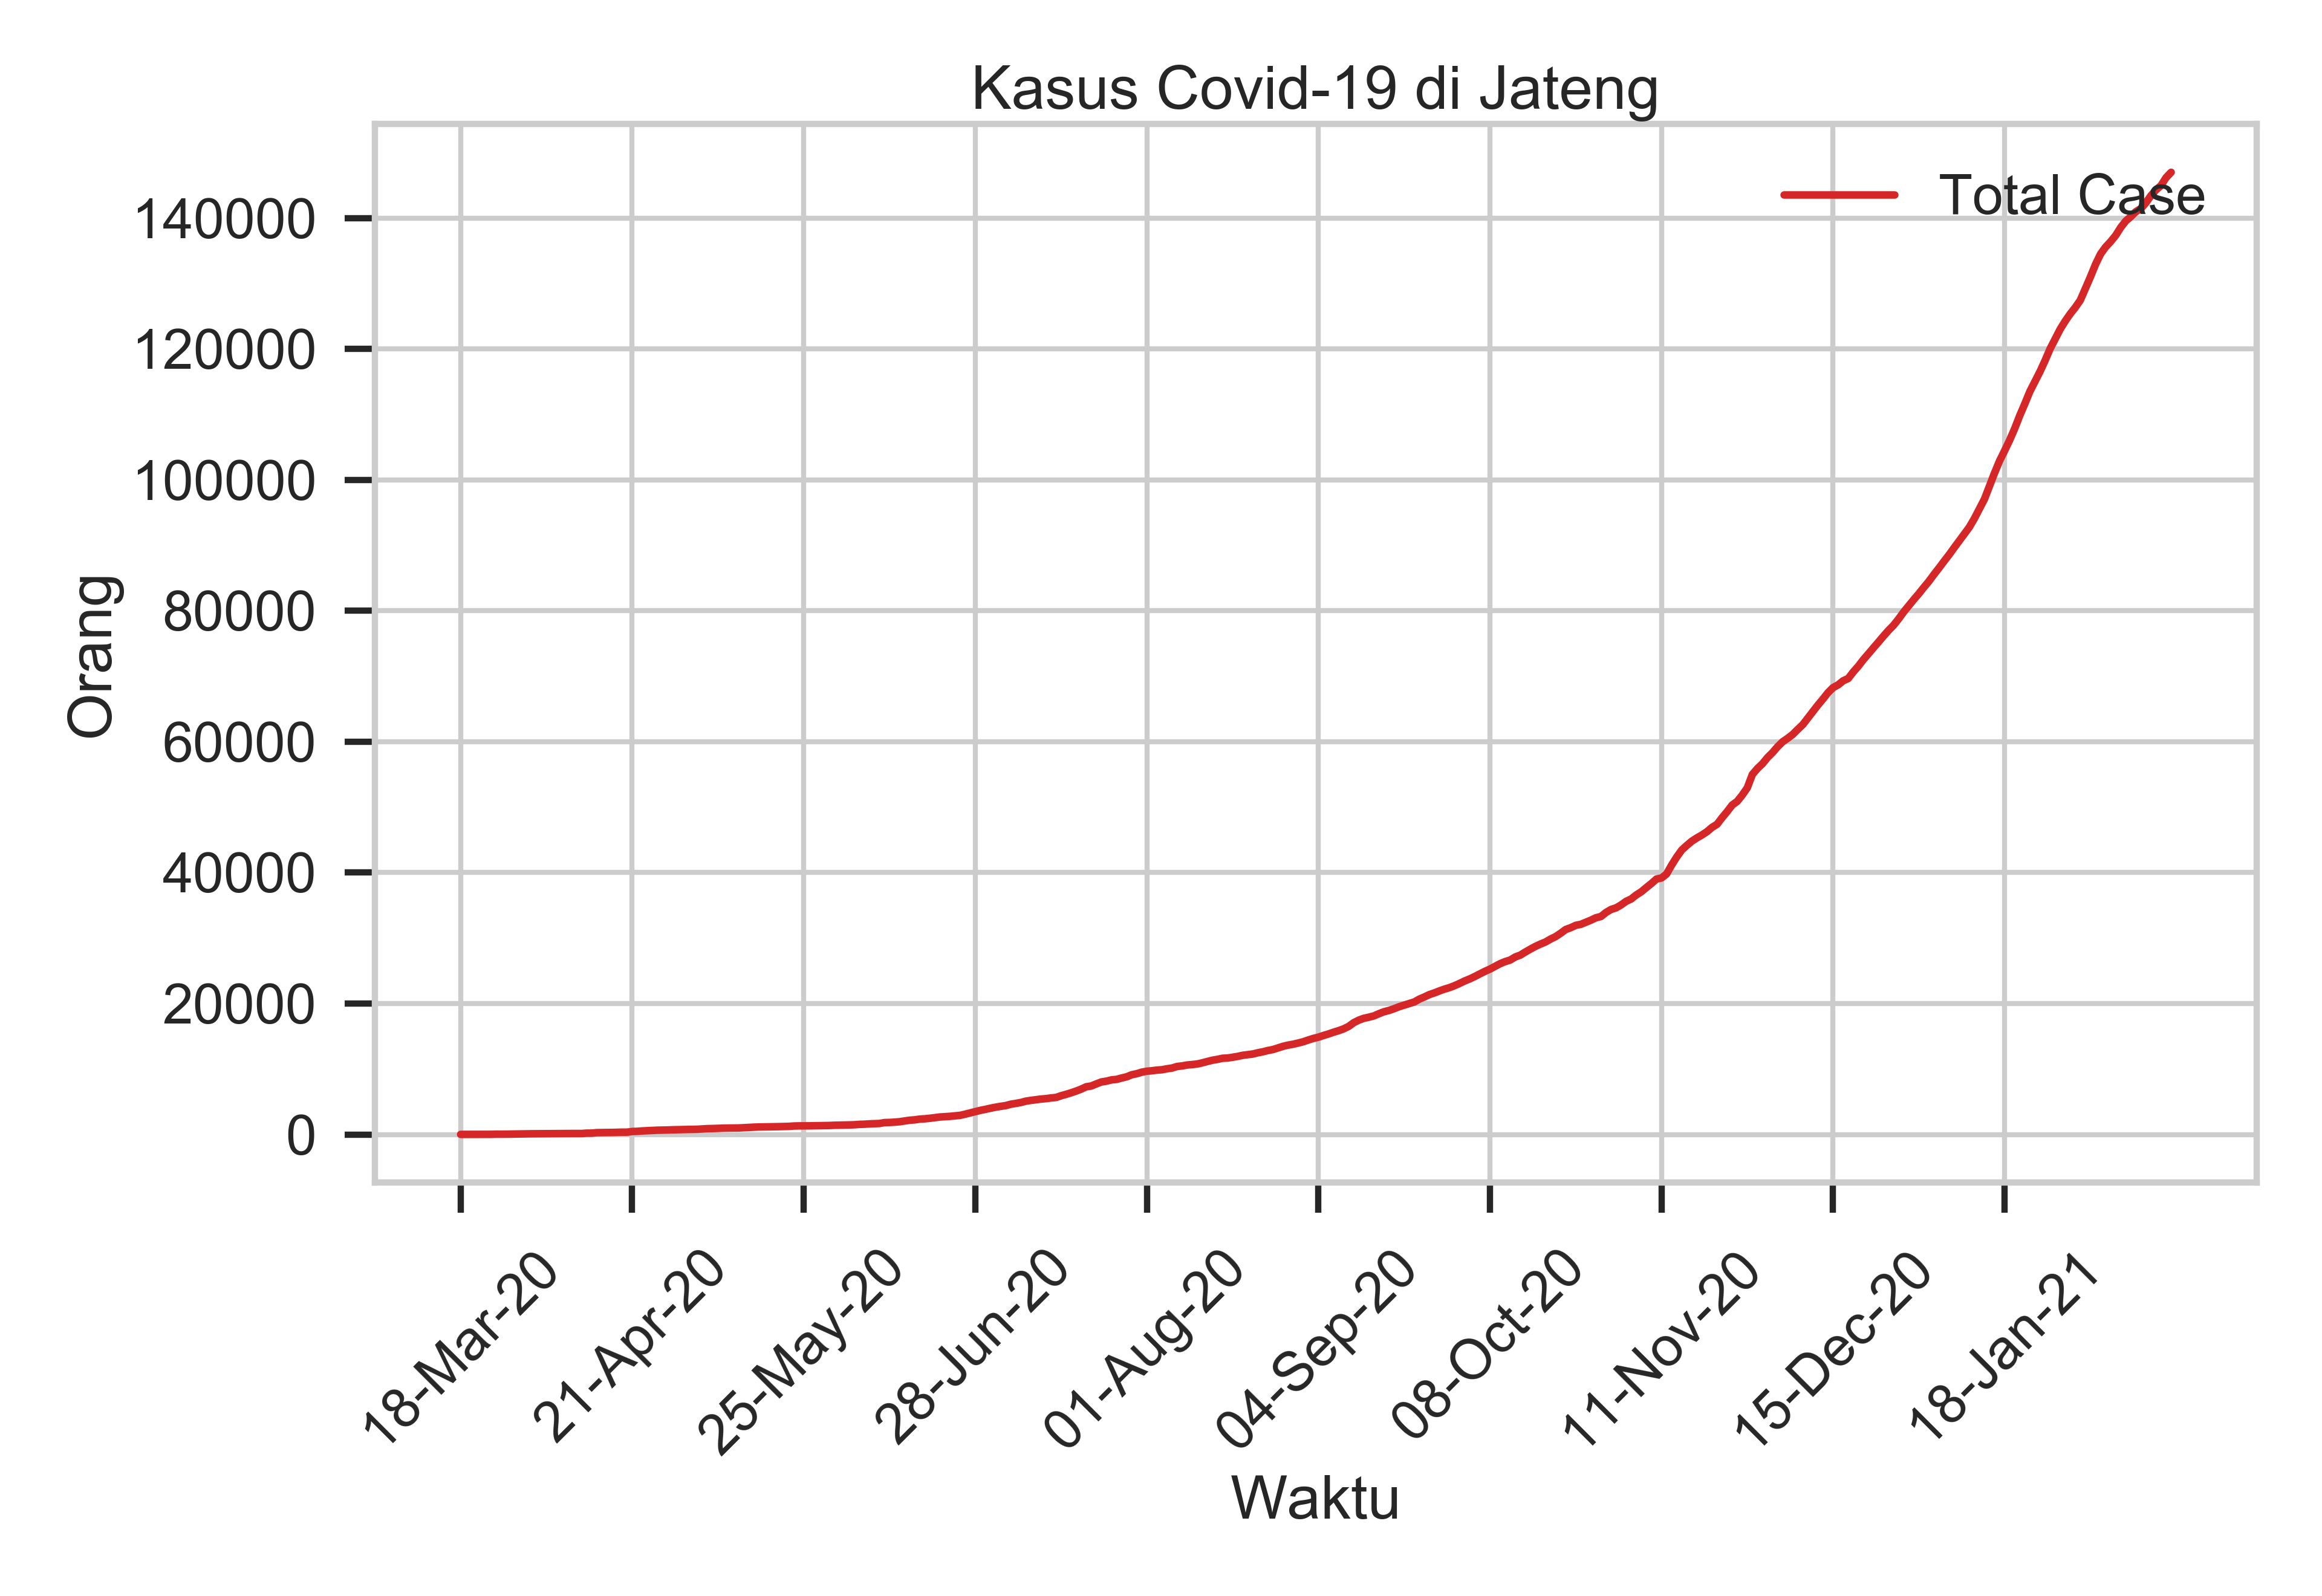 Kasus Covid-19 di Jateng
Total Case
140000
120000
100000
80000
60000
40000
20000
0
Orang
18-Mar-20
21-Apr-20
25-May-20
28-Jun-20
01-Aug-20
04-Sep-20
08-Oct-20
11-Nov-20
15-Dec-20
18-Jan-21
Waktu